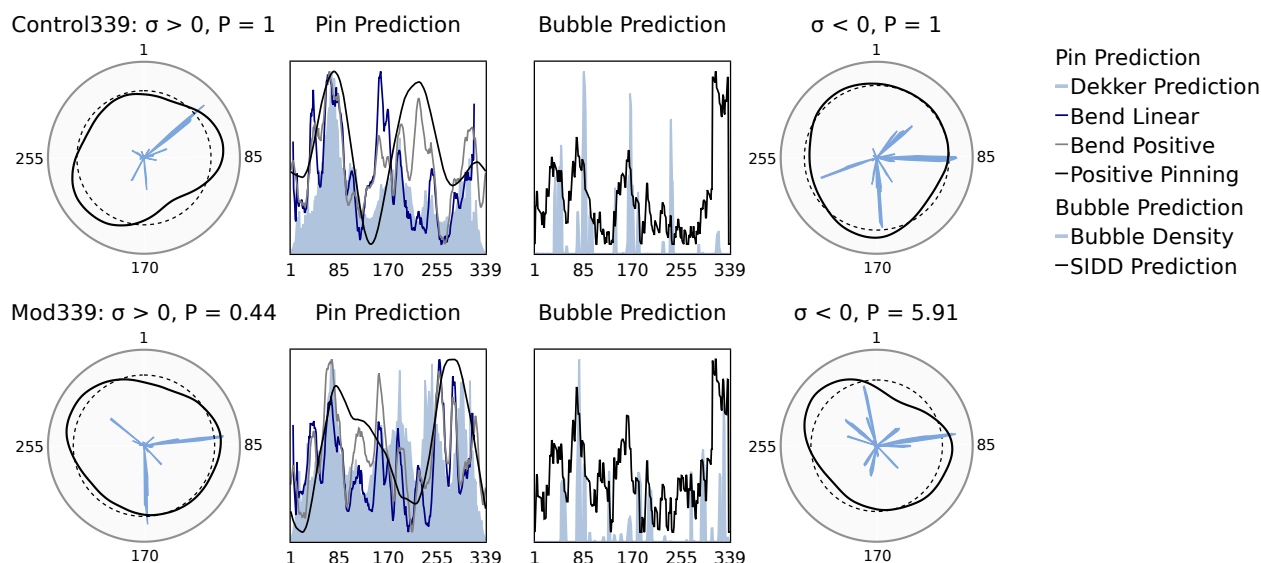 Control339: σ > 0, P = 1
Pin Prediction
Bubble Prediction
σ < 0, P = 1
1
255
85
170
1 85 170 255 339
1 85 170 255 339
1
255
85
170
Pin Prediction
Dekker Prediction
Bend Linear
Bend Positive
Positive Pinning
Bubble Prediction
Bubble Density
SIDD Prediction
Mod339: σ > 0, P = 0.44
Pin Prediction
Bubble Prediction
σ < 0, P = 5.91
1
255
85
170
1 85 170 255 339
1 85 170 255 339
1
255
85
170